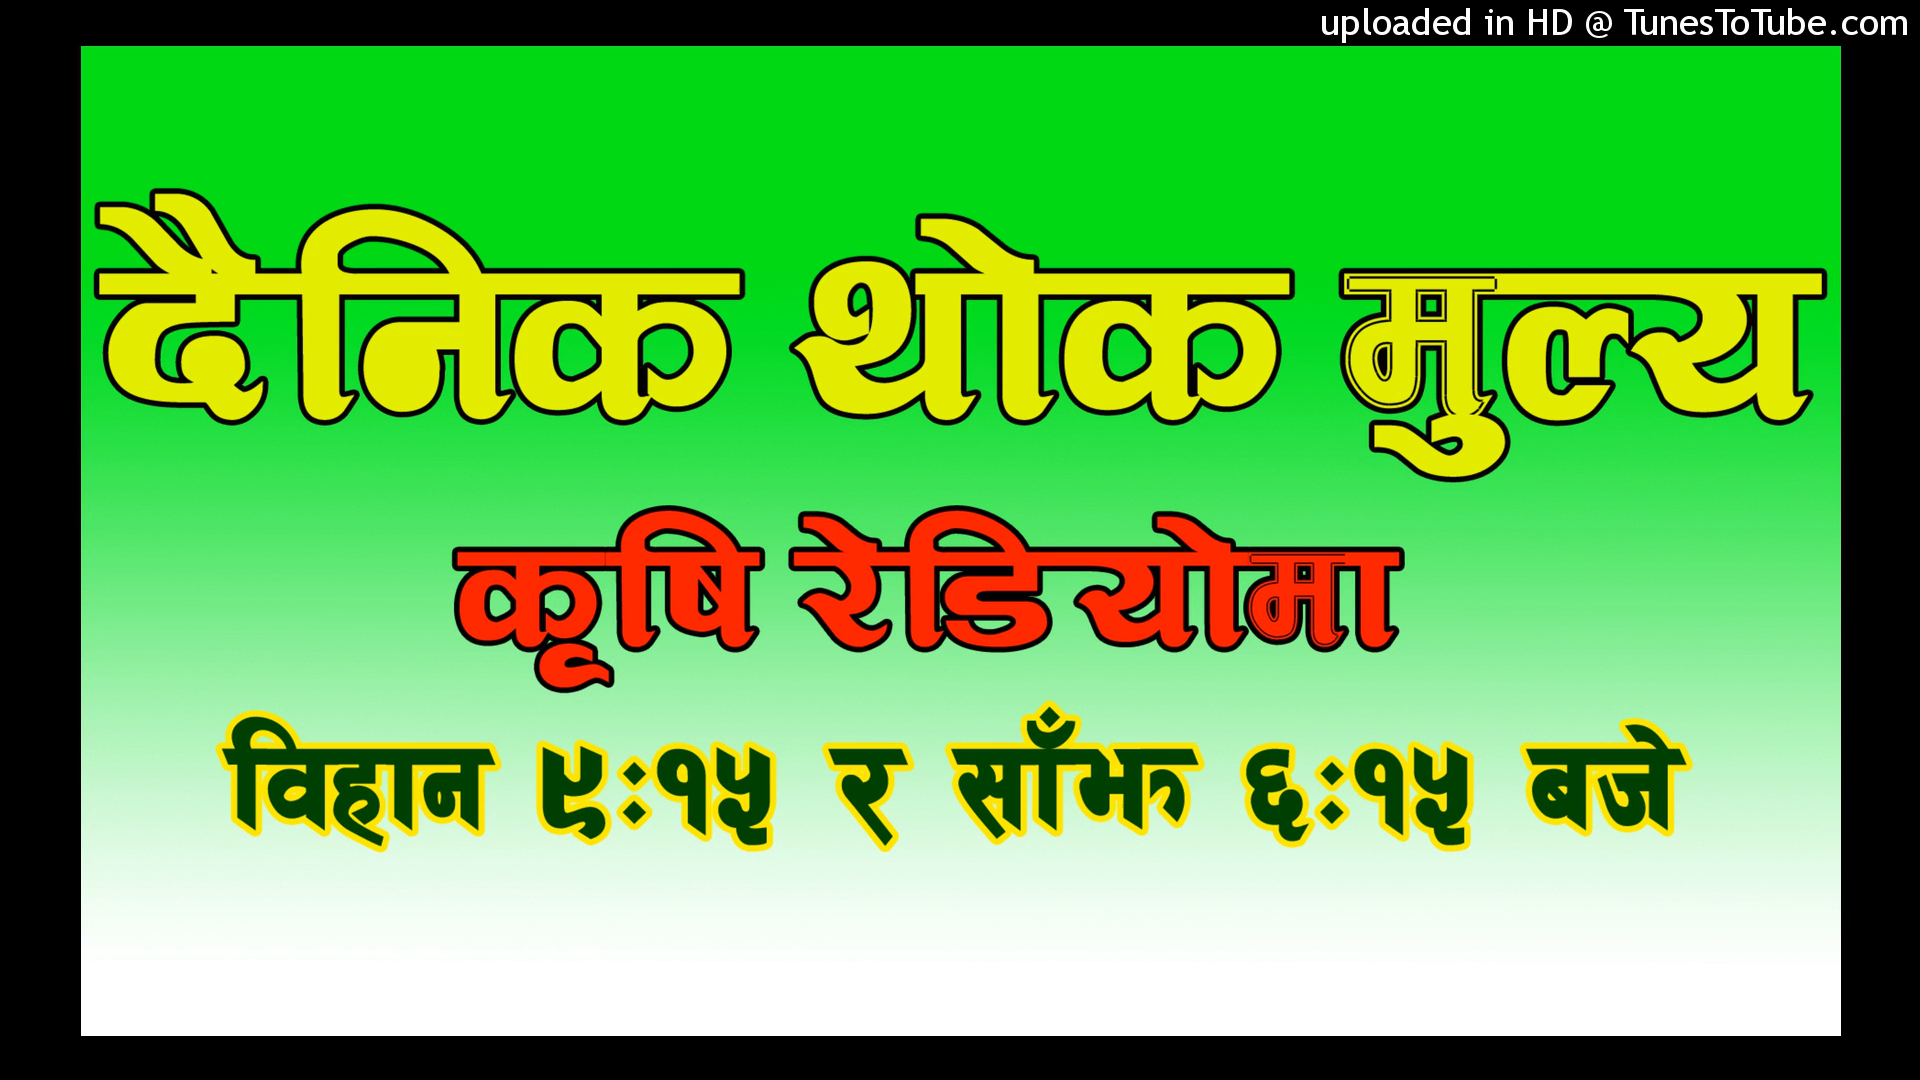 uploaded in HD @ TunesToTube.com
दैनिक थोक मुल्य
कृषि रेडियोमा
विहान ९:१५ र साँझ ६:१५ बजे